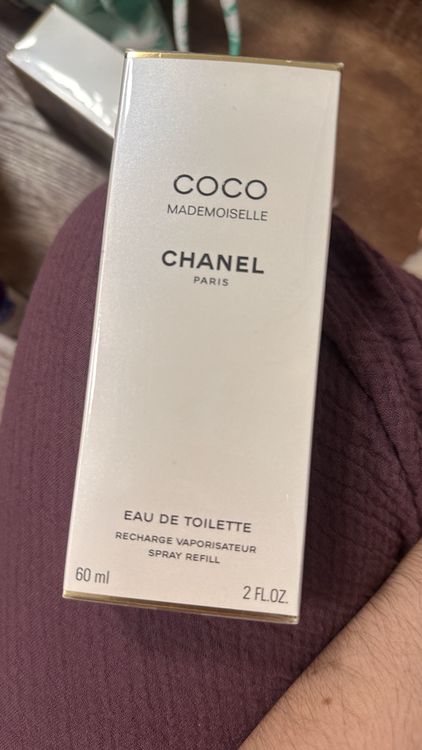 COCO
MADEMOISELLE
CHANEL
PARIS
EAU DE TOILETTE
RECHARGE VAPORISATEUR
SPRAY REFILL
60 ml
2 FL.OZ.